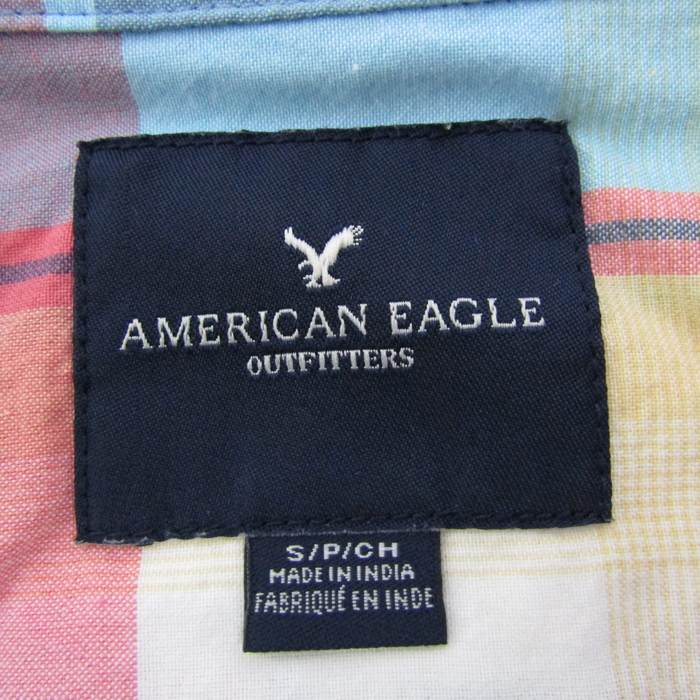 AMERICAN EAGLE
OUTFITTERS
S/P/CH
MADE IN INDIA
FABRIQUÉ EN INDE